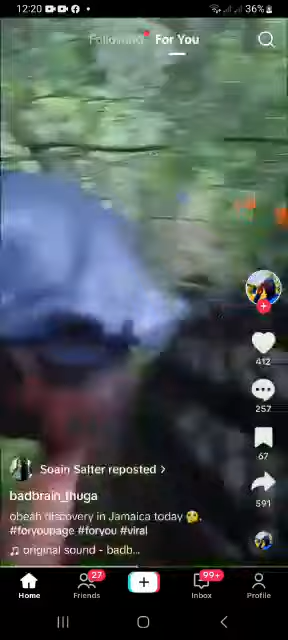 12:20
36%
Following For You
412
257
67
Soain Salter reposted >
591
badbrain_thuga
obeah discovery in Jamaica today 🤔.
#foryoupage #foryou #viral
♫ original sound - badb...
27
99+
Home Friends Inbox Profile